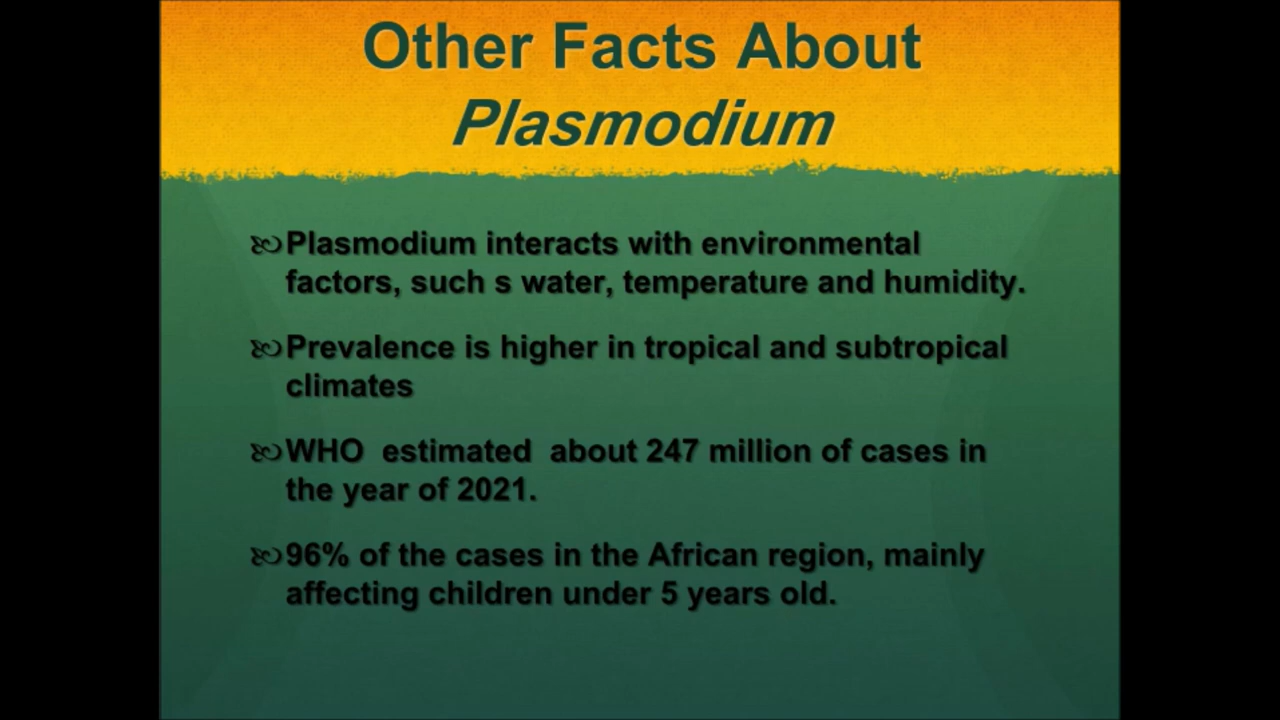 Other Facts About
Plasmodium
Plasmodium interacts with environmental
factors, such s water, temperature and humidity.
Prevalence is higher in tropical and subtropical
climates
WHO estimated about 247 million of cases in
the year of 2021.
96% of the cases in the African region, mainly
affecting children under 5 years old.